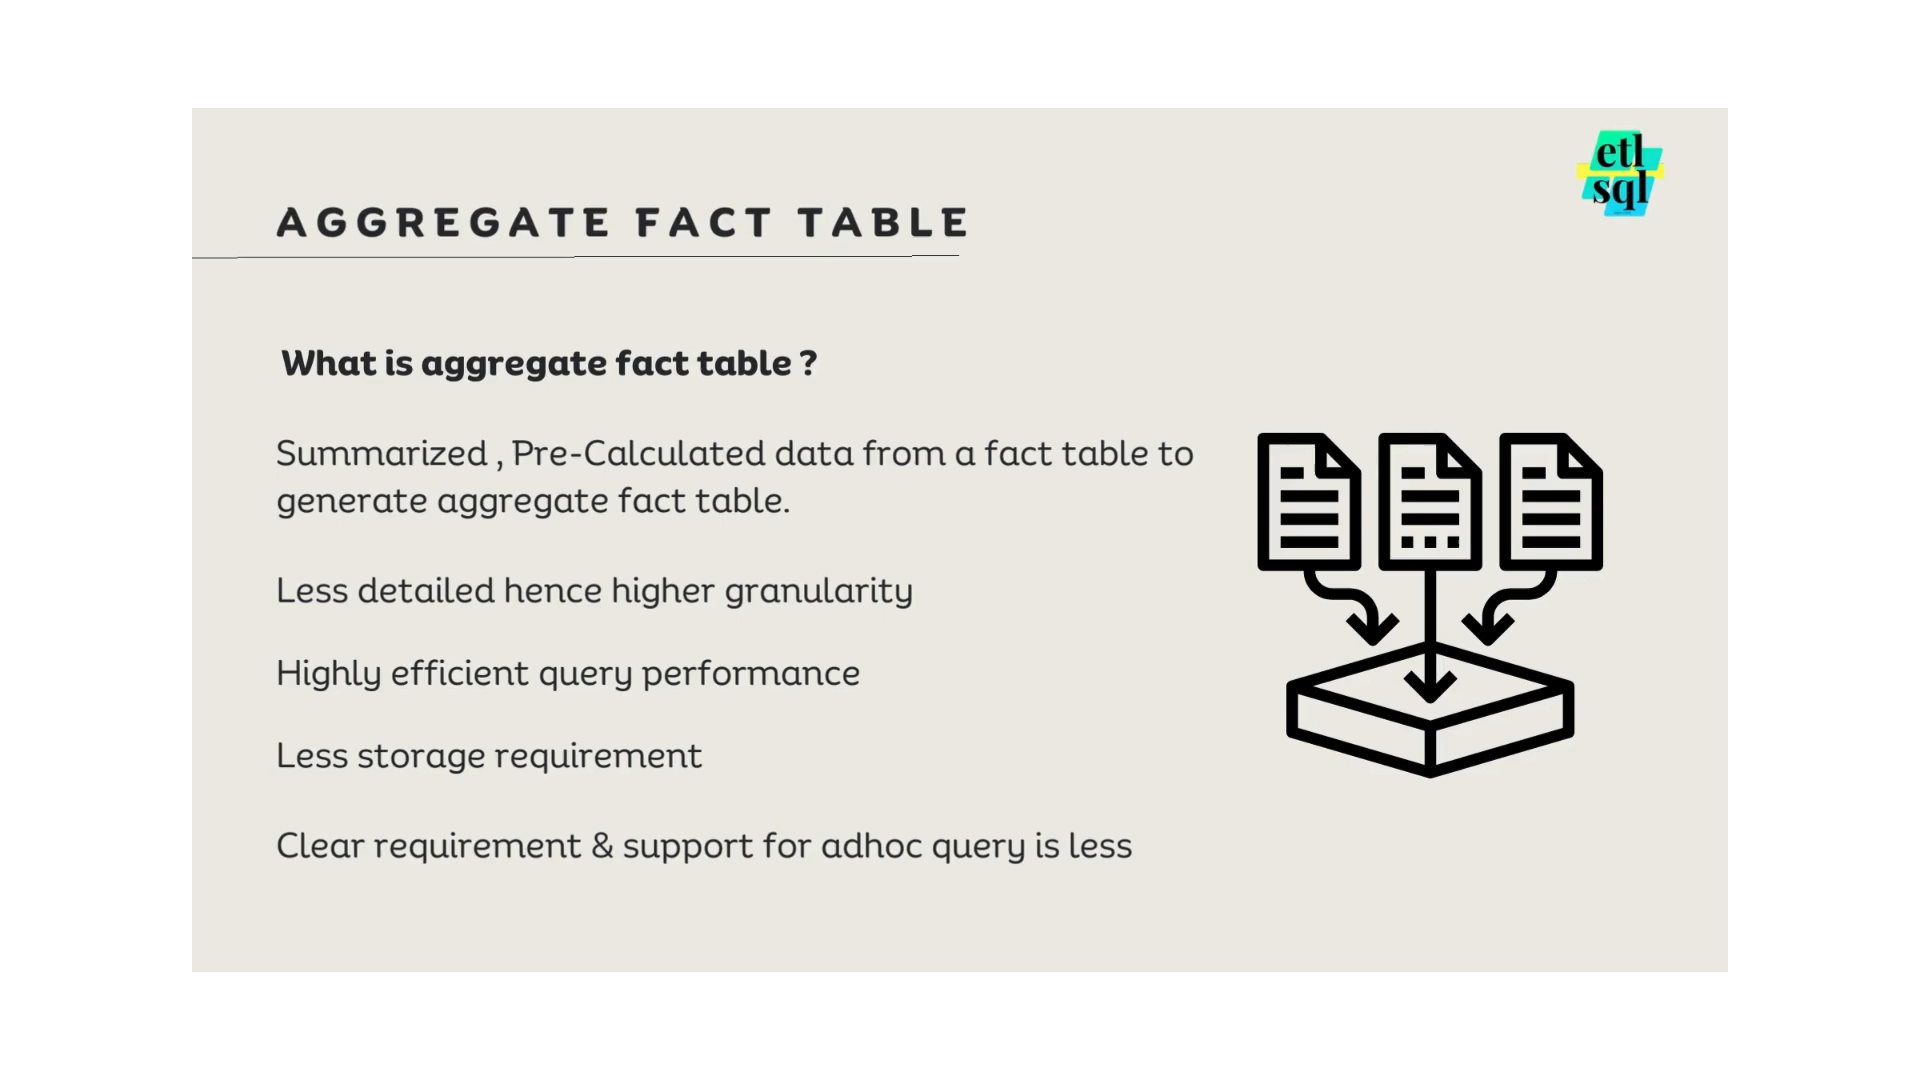 etl
sql
AGGREGATE FACT TABLE
What is aggregate fact table ?
Summarized , Pre-Calculated data from a fact table to
generate aggregate fact table.
Less detailed hence higher granularity
Highly efficient query performance
Less storage requirement
Clear requirement & support for adhoc query is less